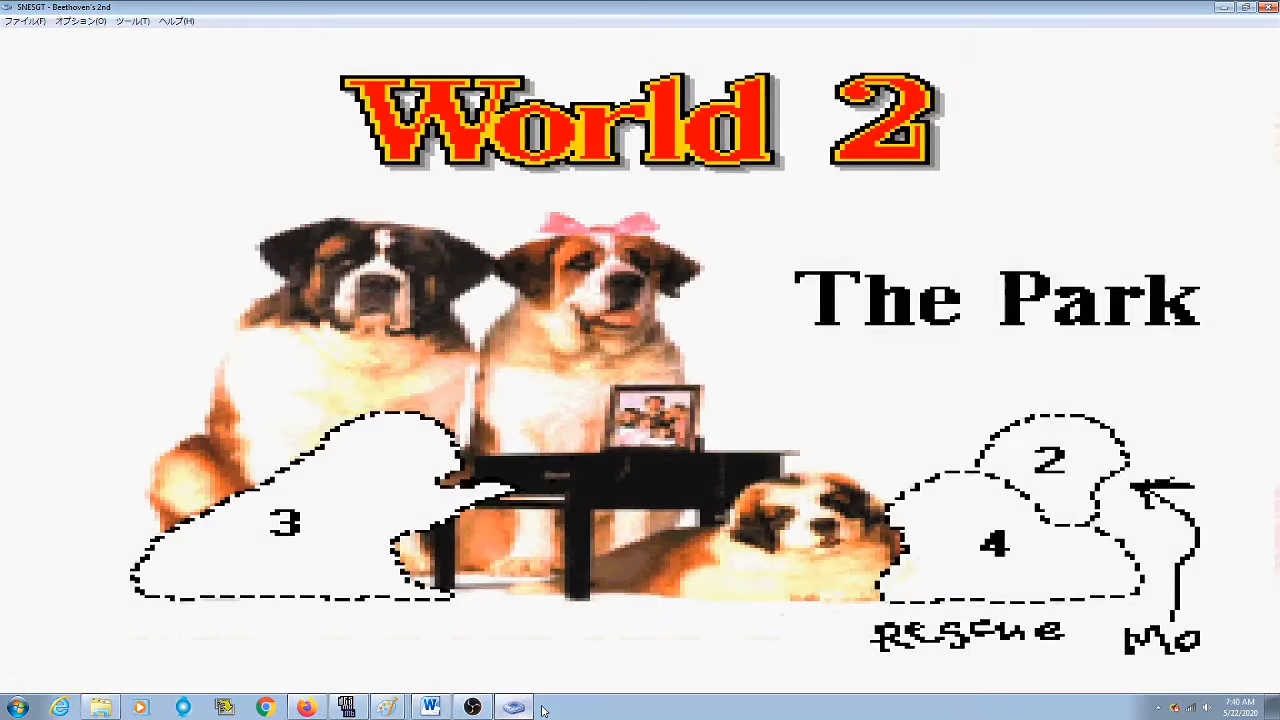 SNESGT - Beethoven's 2nd
ファイル(F) オプション(O) ツール(T) ヘルプ(H)
World 2
The Park
2
3
4
Rescue
Mo
7:40 AM
5/22/2020